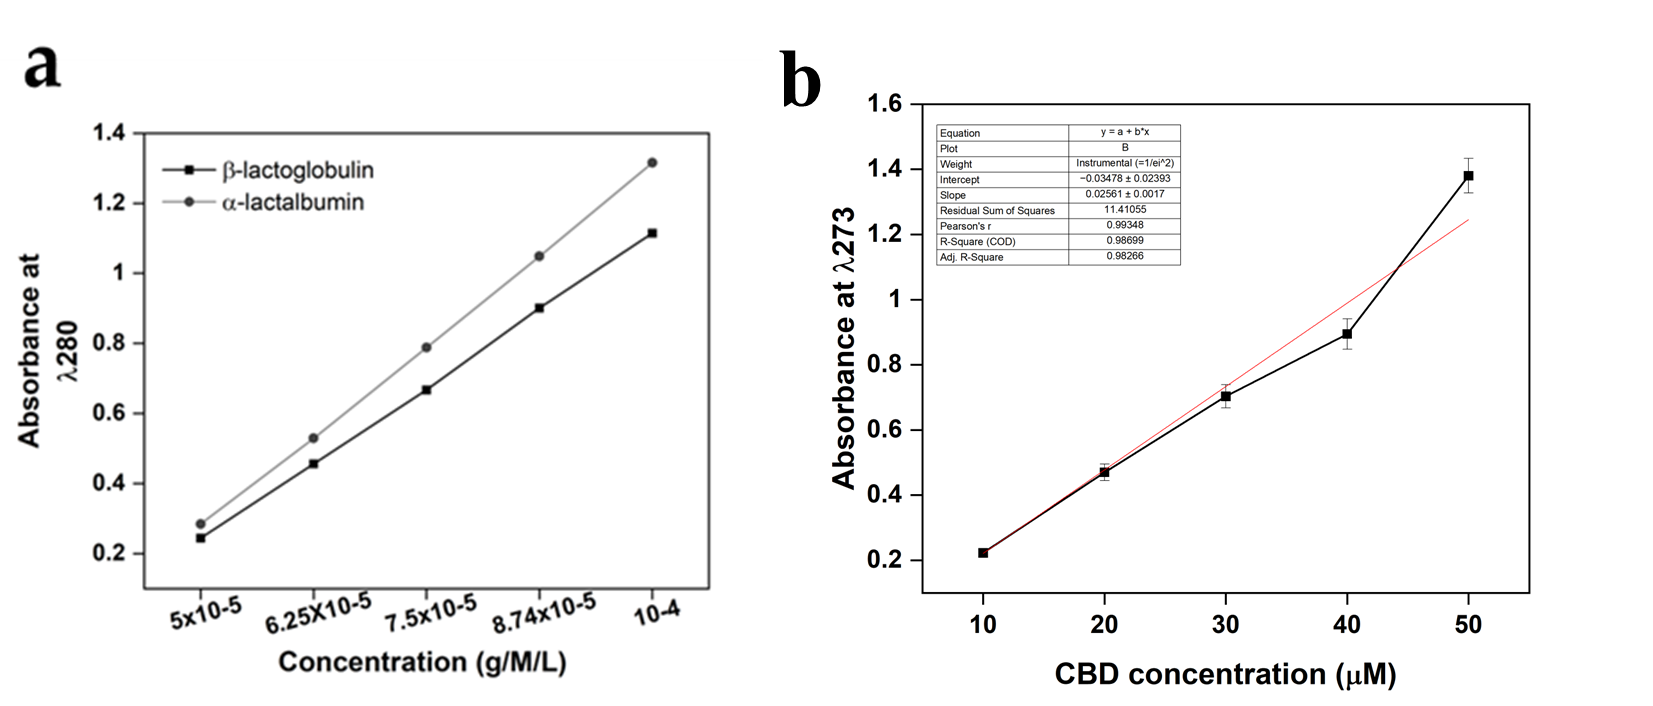 a
1.4
1.2
1
0.8
0.6
0.4
0.2
Absorbance at
λ280
β-lactoglobulin
α-lactalbumin
5x10-5
6.25X10-5
7.5x10-5
8.74x10-5
10-4
Concentration (g/M/L)
b
1.6
1.4
1.2
1
0.8
0.6
0.4
0.2
Absorbance at λ273
Equation y = a + b*x
Plot B
Weight Instrumental (=1/ei^2)
Intercept −0.03478 ± 0.02393
Slope 0.02561 ± 0.0017
Residual Sum of Squares 11.41055
Pearson's r 0.99348
R-Square (COD) 0.98699
Adj. R-Square 0.98266
10 20 30 40 50
CBD concentration (μM)